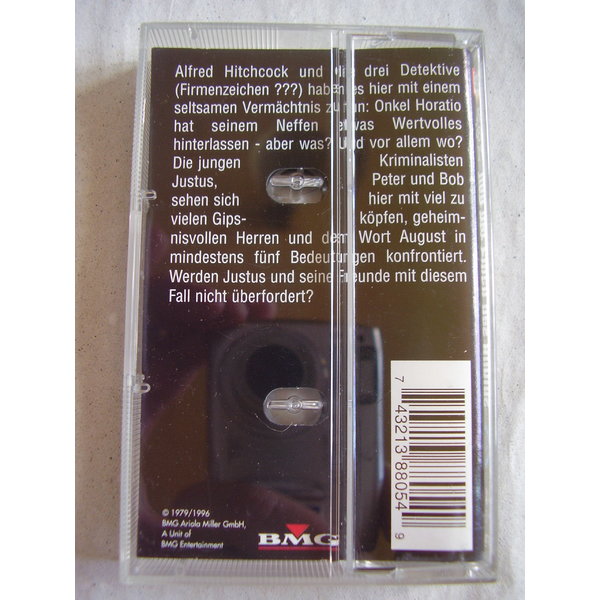 Alfred Hitchcock und die drei Detektive
(Firmenzeichen ???) haben es hier mit einem
seltsamen Vermächtnis zu tun: Onkel Horatio
hat seinem Neffen etwas Wertvolles
hinterlassen - aber was? Und vor allem wo?
Die jungen Kriminalisten
Justus, Peter und Bob
sehen sich hier mit viel zu
vielen Gips- köpfen, geheim-
nisvollen Herren und dem Wort August in
mindestens fünf Bedeutungen konfrontiert.
Werden Justus und seine Freunde mit diesem
Fall nicht überfordert?
7 43213 88054 9
© 1979/1996
BMG Ariola Miller GmbH,
A Unit of
BMG Entertainment
BMG